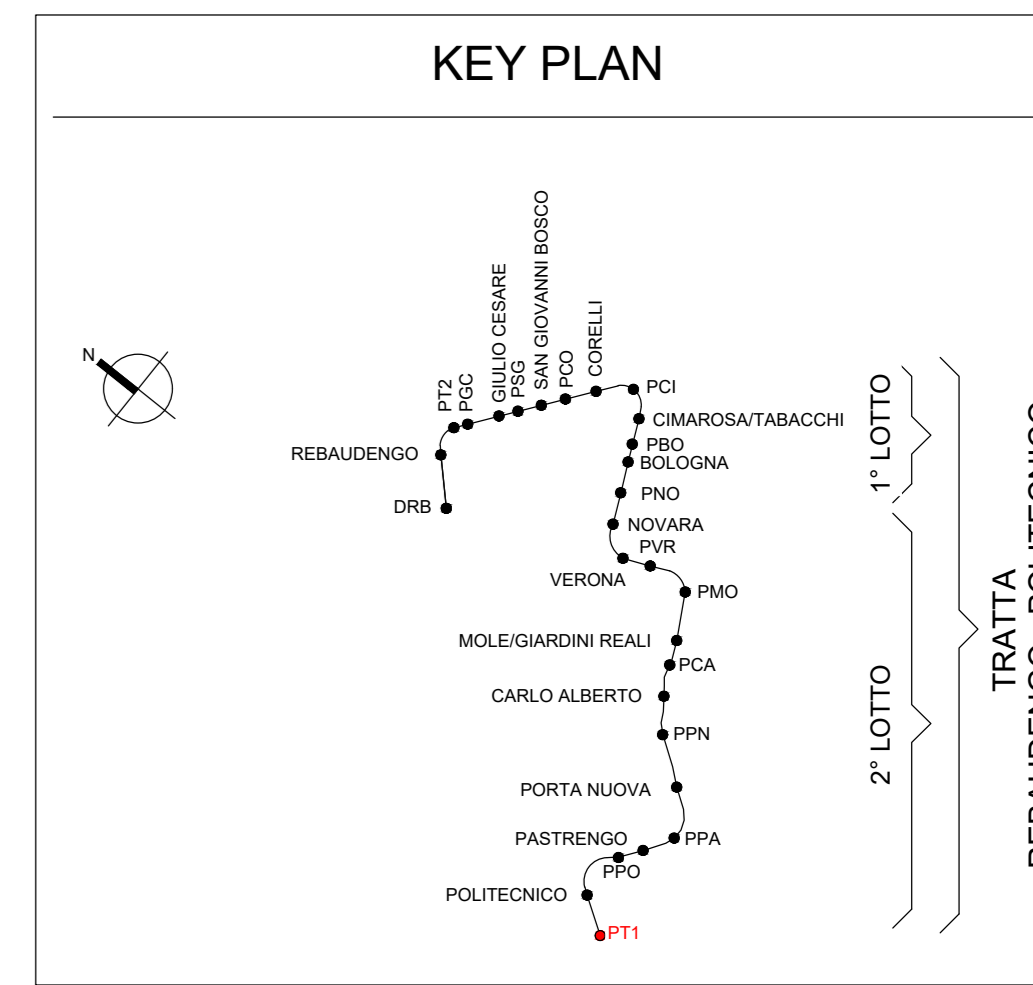 KEY PLAN
N
REBAUDENGO
DRB
PT2
PGC
GIULIO CESARE
PSG
SAN GIOVANNI BOSCO
PCO
CORELLI
PCI
CIMAROSA/TABACCHI
PBO
BOLOGNA
PNO
NOVARA
PVR
VERONA
PMO
MOLE/GIARDINI REALI
PCA
CARLO ALBERTO
PPN
PORTA NUOVA
PPA
PASTRENGO
PPO
POLITECNICO
PT1
1° LOTTO
2° LOTTO
TRATTA
REBAUDENGO - POLITECNICO